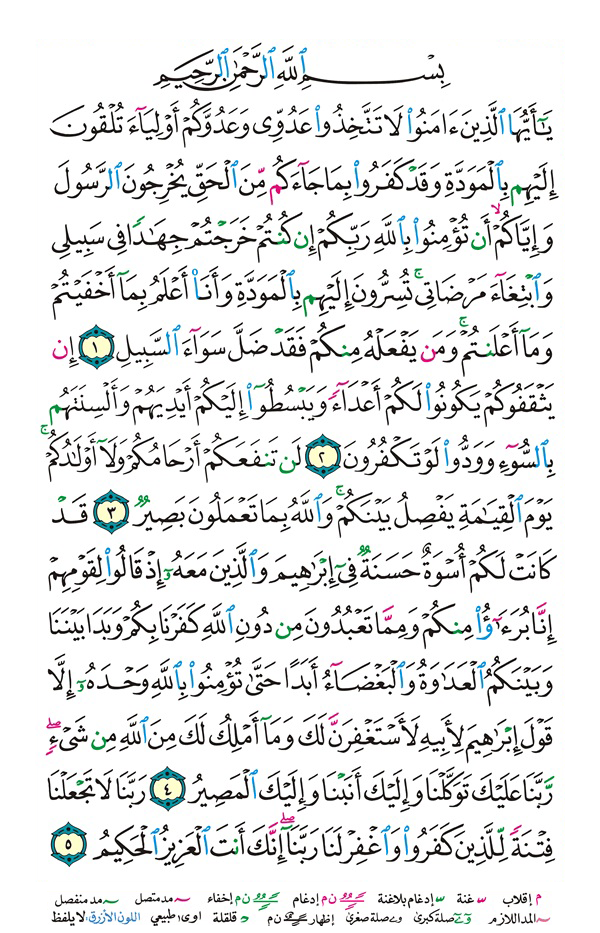 بِسْمِ ٱللَّهِ ٱلرَّحْمَٰنِ ٱلرَّحِيمِ
يَٰٓأَيُّهَا ٱلَّذِينَ ءَامَنُوا۟ لَا تَتَّخِذُوا۟ عَدُوِّى وَعَدُوَّكُمْ أَوْلِيَآءَ تُلْقُونَ
إِلَيْهِم بِٱلْمَوَدَّةِ وَقَدْ كَفَرُوا۟ بِمَا جَآءَكُم مِّنَ ٱلْحَقِّ يُخْرِجُونَ ٱلرَّسُولَ
وَإِيَّاكُمْ ۙ أَن تُؤْمِنُوا۟ بِٱللَّهِ رَبِّكُمْ إِن كُنتُمْ خَرَجْتُمْ جِهَٰدًا فِى سَبِيلِى
وَٱبْتِغَآءَ مَرْضَاتِى ۚ تُسِرُّونَ إِلَيْهِم بِٱلْمَوَدَّةِ وَأَنَا۠ أَعْلَمُ بِمَآ أَخْفَيْتُمْ
وَمَآ أَعْلَنتُمْ ۚ وَمَن يَفْعَلْهُ مِنكُمْ فَقَدْ ضَلَّ سَوَآءَ ٱلسَّبِيلِ ١ إِن
يَثْقَفُوكُمْ يَكُونُوا۟ لَكُمْ أَعْدَآءً وَيَبْسُطُوٓا۟ إِلَيْكُمْ أَيْدِيَهُمْ وَأَلْسِنَتَهُم
بِٱلسُّوٓءِ وَوَدُّوا۟ لَوْ تَكْفُرُونَ ٢ لَن تَنفَعَكُمْ أَرْحَامُكُمْ وَلَآ أَوْلَٰدُكُمْ ۚ
يَوْمَ ٱلْقِيَٰمَةِ يَفْصِلُ بَيْنَكُمْ ۚ وَٱللَّهُ بِمَا تَعْمَلُونَ بَصِيرٌ ٣ قَدْ
كَانَتْ لَكُمْ أُسْوَةٌ حَسَنَةٌ فِىٓ إِبْرَٰهِيمَ وَٱلَّذِينَ مَعَهُۥٓ إِذْ قَالُوا۟ لِقَوْمِهِمْ
إِنَّا بُرَءَٰٓؤُا۟ مِنكُمْ وَمِمَّا تَعْبُدُونَ مِن دُونِ ٱللَّهِ كَفَرْنَا بِكُمْ وَبَدَا بَيْنَنَا
وَبَيْنَكُمُ ٱلْعَدَٰوَةُ وَٱلْبَغْضَآءُ أَبَدًا حَتَّىٰ تُؤْمِنُوا۟ بِٱللَّهِ وَحْدَهُۥٓ إِلَّا
قَوْلَ إِبْرَٰهِيمَ لِأَبِيهِ لَأَسْتَغْفِرَنَّ لَكَ وَمَآ أَمْلِكُ لَكَ مِنَ ٱللَّهِ مِن شَىْءٍ ۖ
رَّبَّنَا عَلَيْكَ تَوَكَّلْنَا وَإِلَيْكَ أَنَبْنَا وَإِلَيْكَ ٱلْمَصِيرُ ٤ رَبَّنَا لَا تَجْعَلْنَا
فِتْنَةً لِّلَّذِينَ كَفَرُوا۟ وَٱغْفِرْ لَنَا رَبَّنَآ ۖ إِنَّكَ أَنتَ ٱلْعَزِيزُ ٱلْحَكِيمُ ٥
م إقلاب غنة إدغام بلاغنة ن م إدغام ن م إخفاء مد متصل مد منفصل
المد اللازم صلة كبرى صلة صغرى إظهار ن م قلقلة اوى طبيعي اللون الأزرق: لا يلفظ